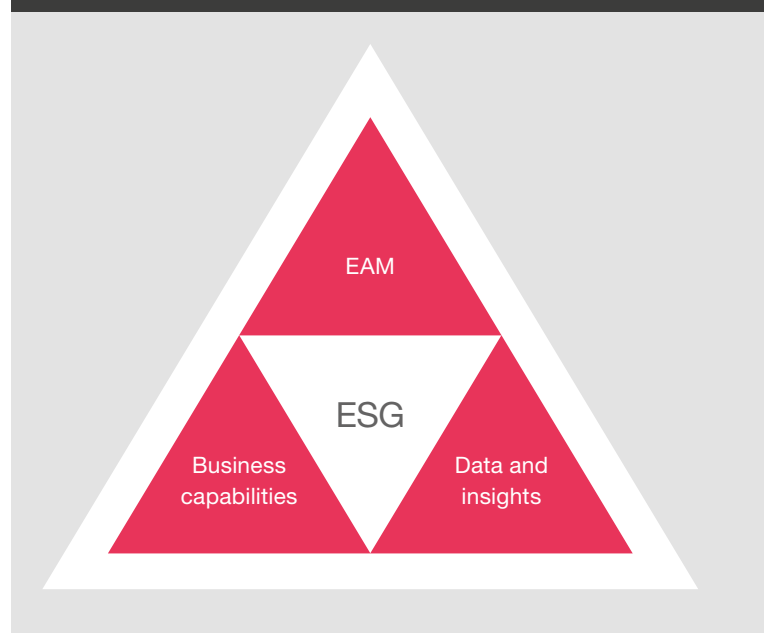 EAM
ESG
Business
capabilities
Data and
insights